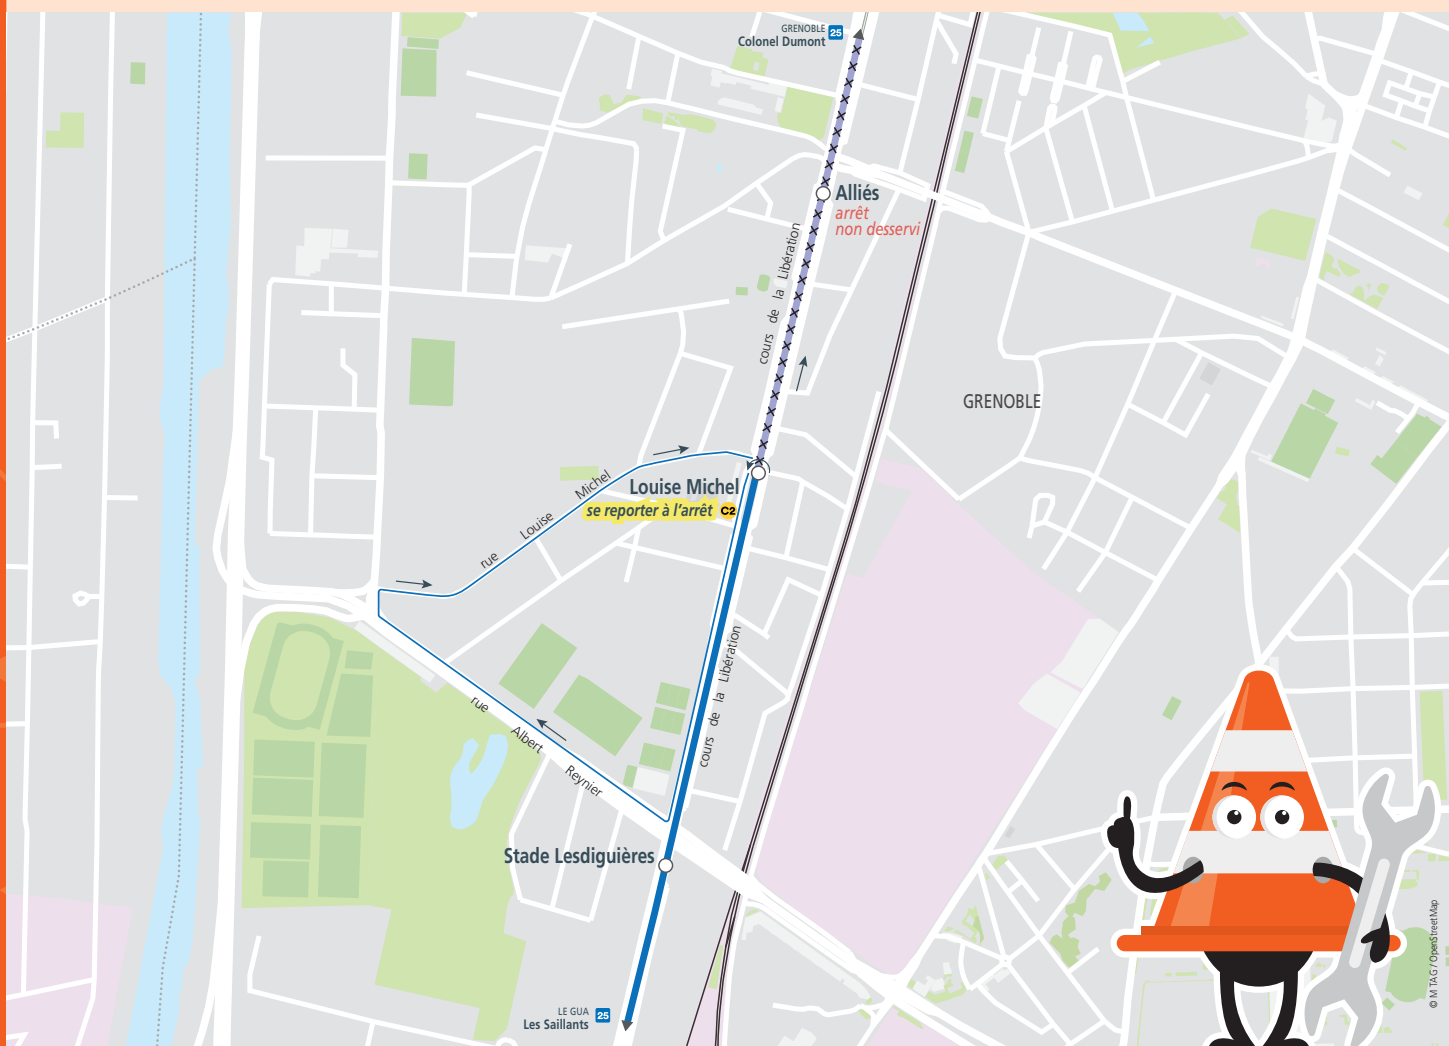 GRENOBLE
Colonel Dumont 25
Alliés
arrêt
non desservi
cours de la Libération
GRENOBLE
Louise Michel
se reporter à l'arrêt C2
rue Louise Michel
cours de la Libération
rue Albert Reynier
Stade Lesdiguières
LE GUA
Les Saillants 25
© M TAG / OpenStreetMap